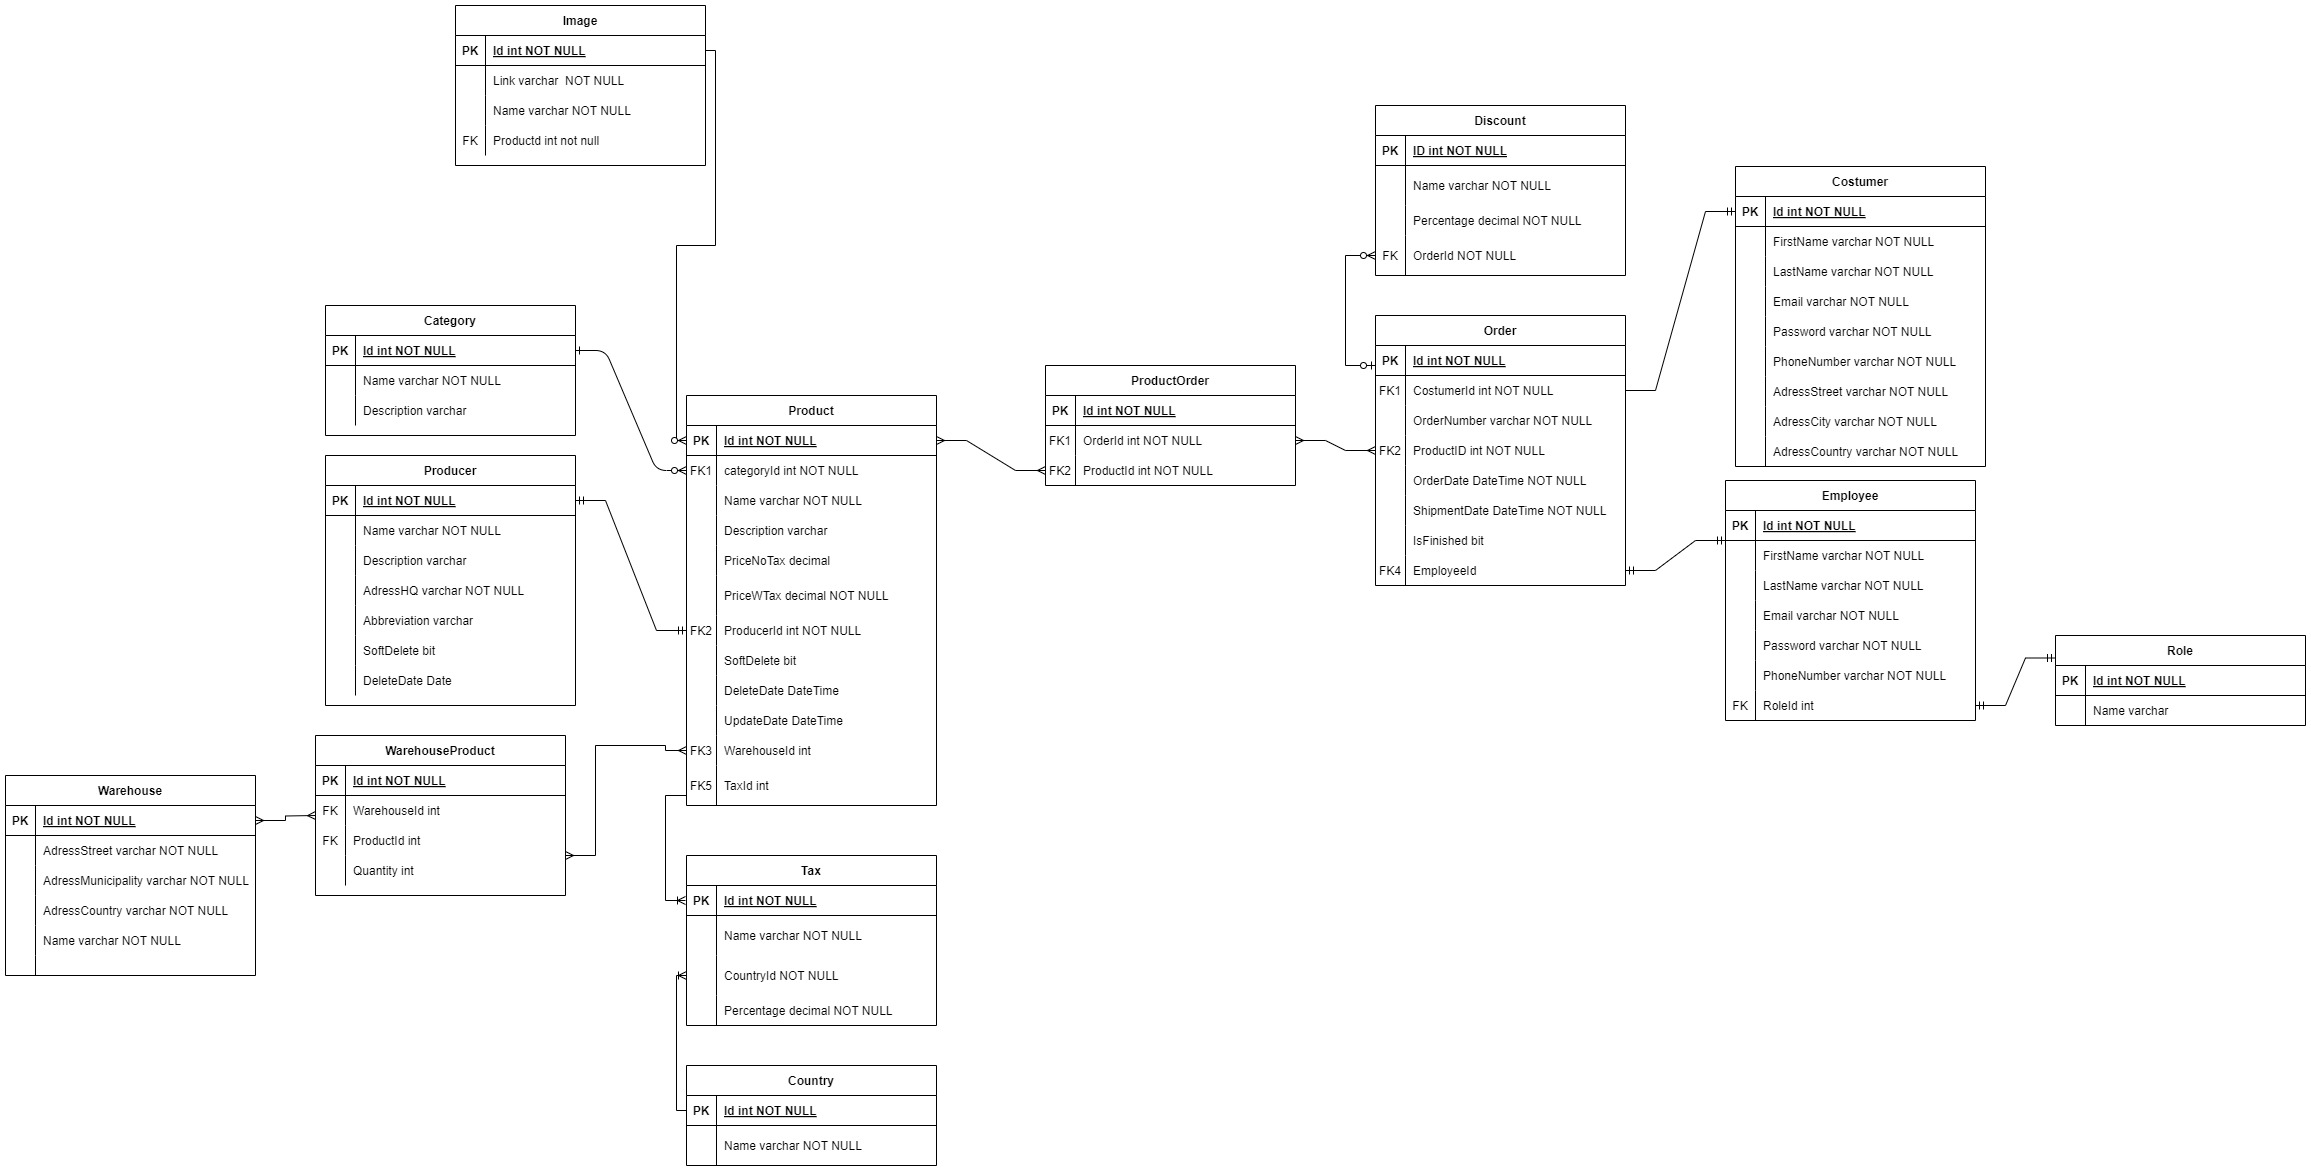 Image
PK Id int NOT NULL
Link varchar  NOT NULL
Name varchar NOT NULL
FK Productd int not null
Discount
PK ID int NOT NULL
Name varchar NOT NULL
Percentage decimal NOT NULL
FK OrderId NOT NULL
Costumer
PK Id int NOT NULL
FirstName varchar NOT NULL
LastName varchar NOT NULL
Email varchar NOT NULL
Password varchar NOT NULL
PhoneNumber varchar NOT NULL
AdressStreet varchar NOT NULL
AdressCity varchar NOT NULL
AdressCountry varchar NOT NULL
Category
PK Id int NOT NULL
Name varchar NOT NULL
Description varchar
Order
PK Id int NOT NULL
FK1 CostumerId int NOT NULL
OrderNumber varchar NOT NULL
FK2 ProductID int NOT NULL
OrderDate DateTime NOT NULL
ShipmentDate DateTime NOT NULL
IsFinished bit
FK4 EmployeeId
ProductOrder
PK Id int NOT NULL
FK1 OrderId int NOT NULL
FK2 ProductId int NOT NULL
Product
PK Id int NOT NULL
FK1 categoryId int NOT NULL
Name varchar NOT NULL
Description varchar
PriceNoTax decimal
PriceWTax decimal NOT NULL
FK2 ProducerId int NOT NULL
SoftDelete bit
DeleteDate DateTime
UpdateDate DateTime
FK3 WarehouseId int
FK5 TaxId int
Producer
PK Id int NOT NULL
Name varchar NOT NULL
Description varchar
AdressHQ varchar NOT NULL
Abbreviation varchar
SoftDelete bit
DeleteDate Date
Employee
PK Id int NOT NULL
FirstName varchar NOT NULL
LastName varchar NOT NULL
Email varchar NOT NULL
Password varchar NOT NULL
PhoneNumber varchar NOT NULL
FK RoleId int
Role
PK Id int NOT NULL
Name varchar
WarehouseProduct
PK Id int NOT NULL
FK WarehouseId int
FK ProductId int
Quantity int
Warehouse
PK Id int NOT NULL
AdressStreet varchar NOT NULL
AdressMunicipality varchar NOT NULL
AdressCountry varchar NOT NULL
Name varchar NOT NULL
Tax
PK Id int NOT NULL
Name varchar NOT NULL
CountryId NOT NULL
Percentage decimal NOT NULL
Country
PK Id int NOT NULL
Name varchar NOT NULL